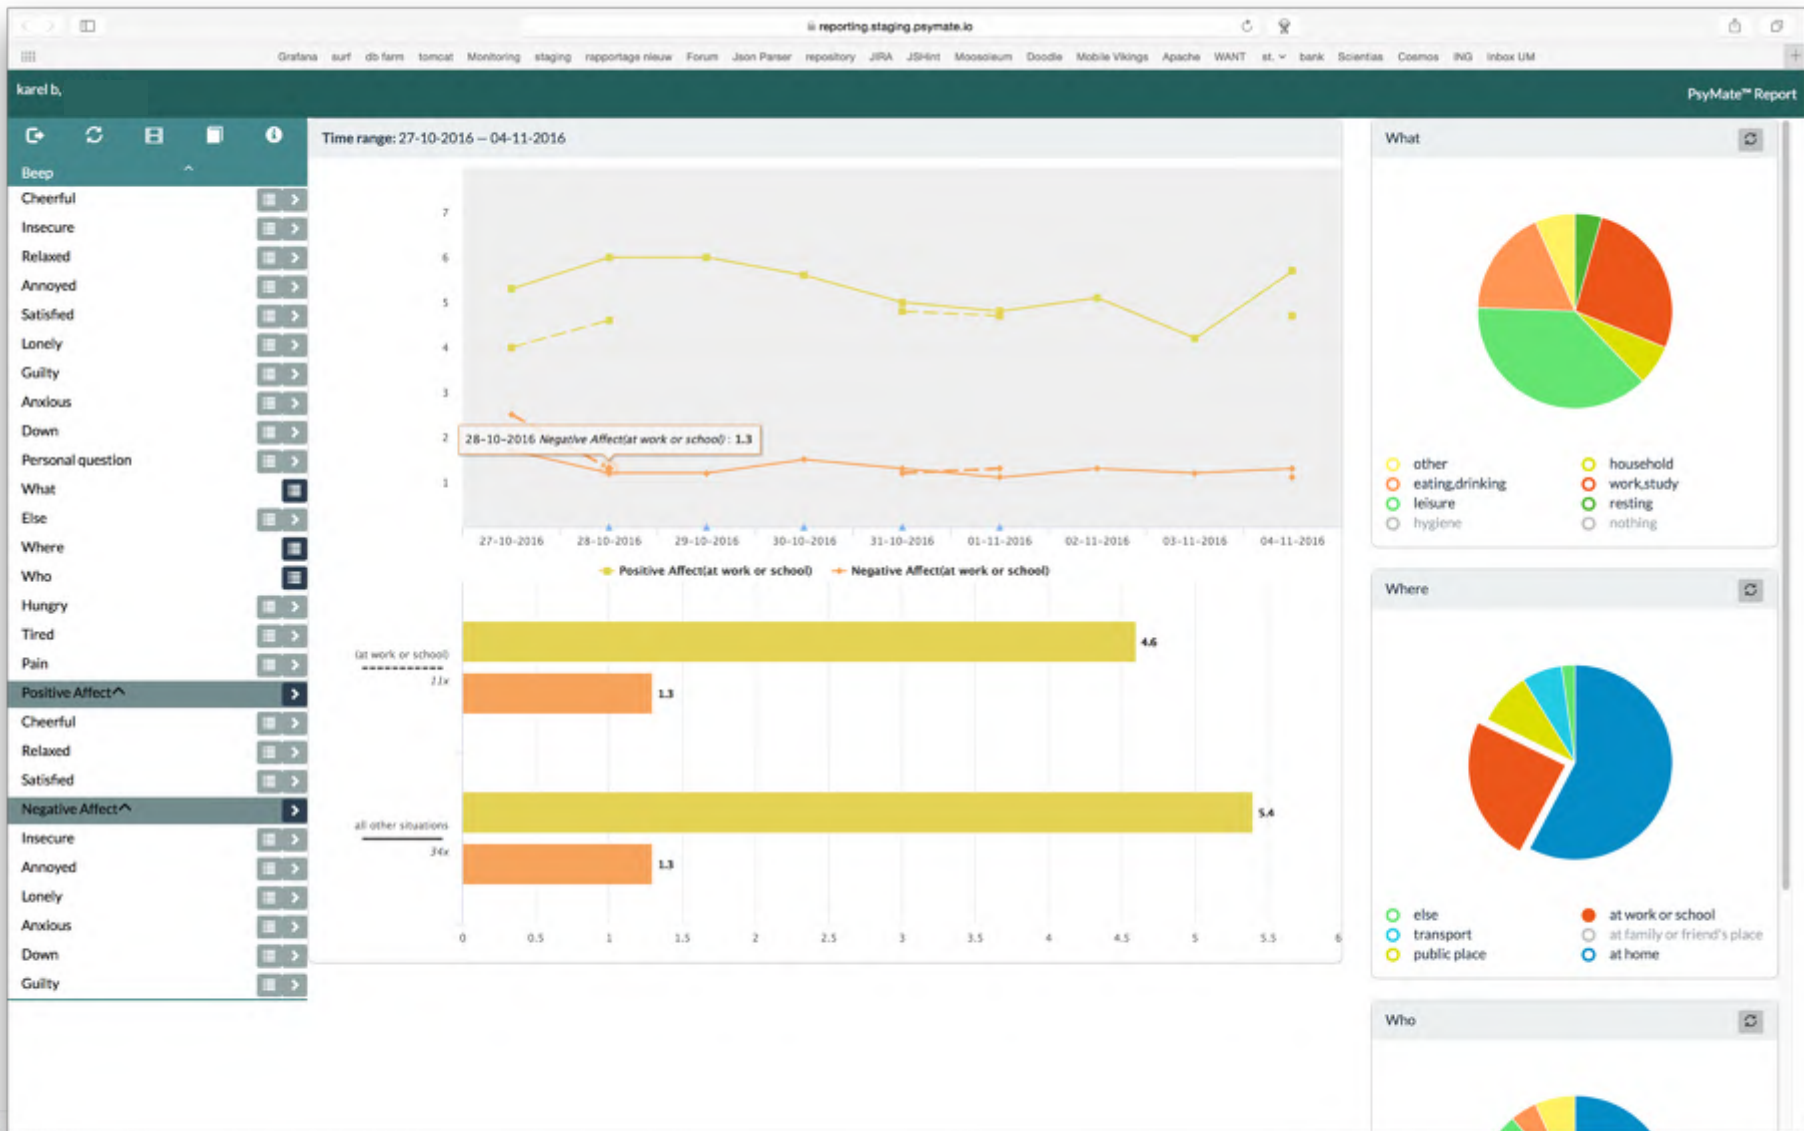 reporting.staging.psymate.io
Grafana surf db farm tomcat Monitoring staging rapportage nieuw Forum Json Parser repository JIRA JSHint Moosoleum Doodle Mobile Vikings Apache WANT st. bank Scientias Cosmos ING Inbox UM
karel b,
PsyMate™ Report
Beep
Cheerful
Insecure
Relaxed
Annoyed
Satisfied
Lonely
Guilty
Anxious
Down
Personal question
What
Else
Where
Who
Hungry
Tired
Pain
Positive Affect
Cheerful
Relaxed
Satisfied
Negative Affect
Insecure
Annoyed
Lonely
Anxious
Down
Guilty
Time range: 27-10-2016 — 04-11-2016
7
6
5
4
3
2
1
28-10-2016 Negative Affect(at work or school) : 1.3
27-10-2016 28-10-2016 29-10-2016 30-10-2016 31-10-2016 01-11-2016 02-11-2016 03-11-2016 04-11-2016
Positive Affect(at work or school) Negative Affect(at work or school)
(at work or school)
11x
4.6
1.3
all other situations
34x
5.4
1.3
0 0.5 1 1.5 2 2.5 3 3.5 4 4.5 5 5.5 6
What
other household
eating,drinking work,study
leisure resting
hygiene nothing
Where
else at work or school
transport at family or friend's place
public place at home
Who